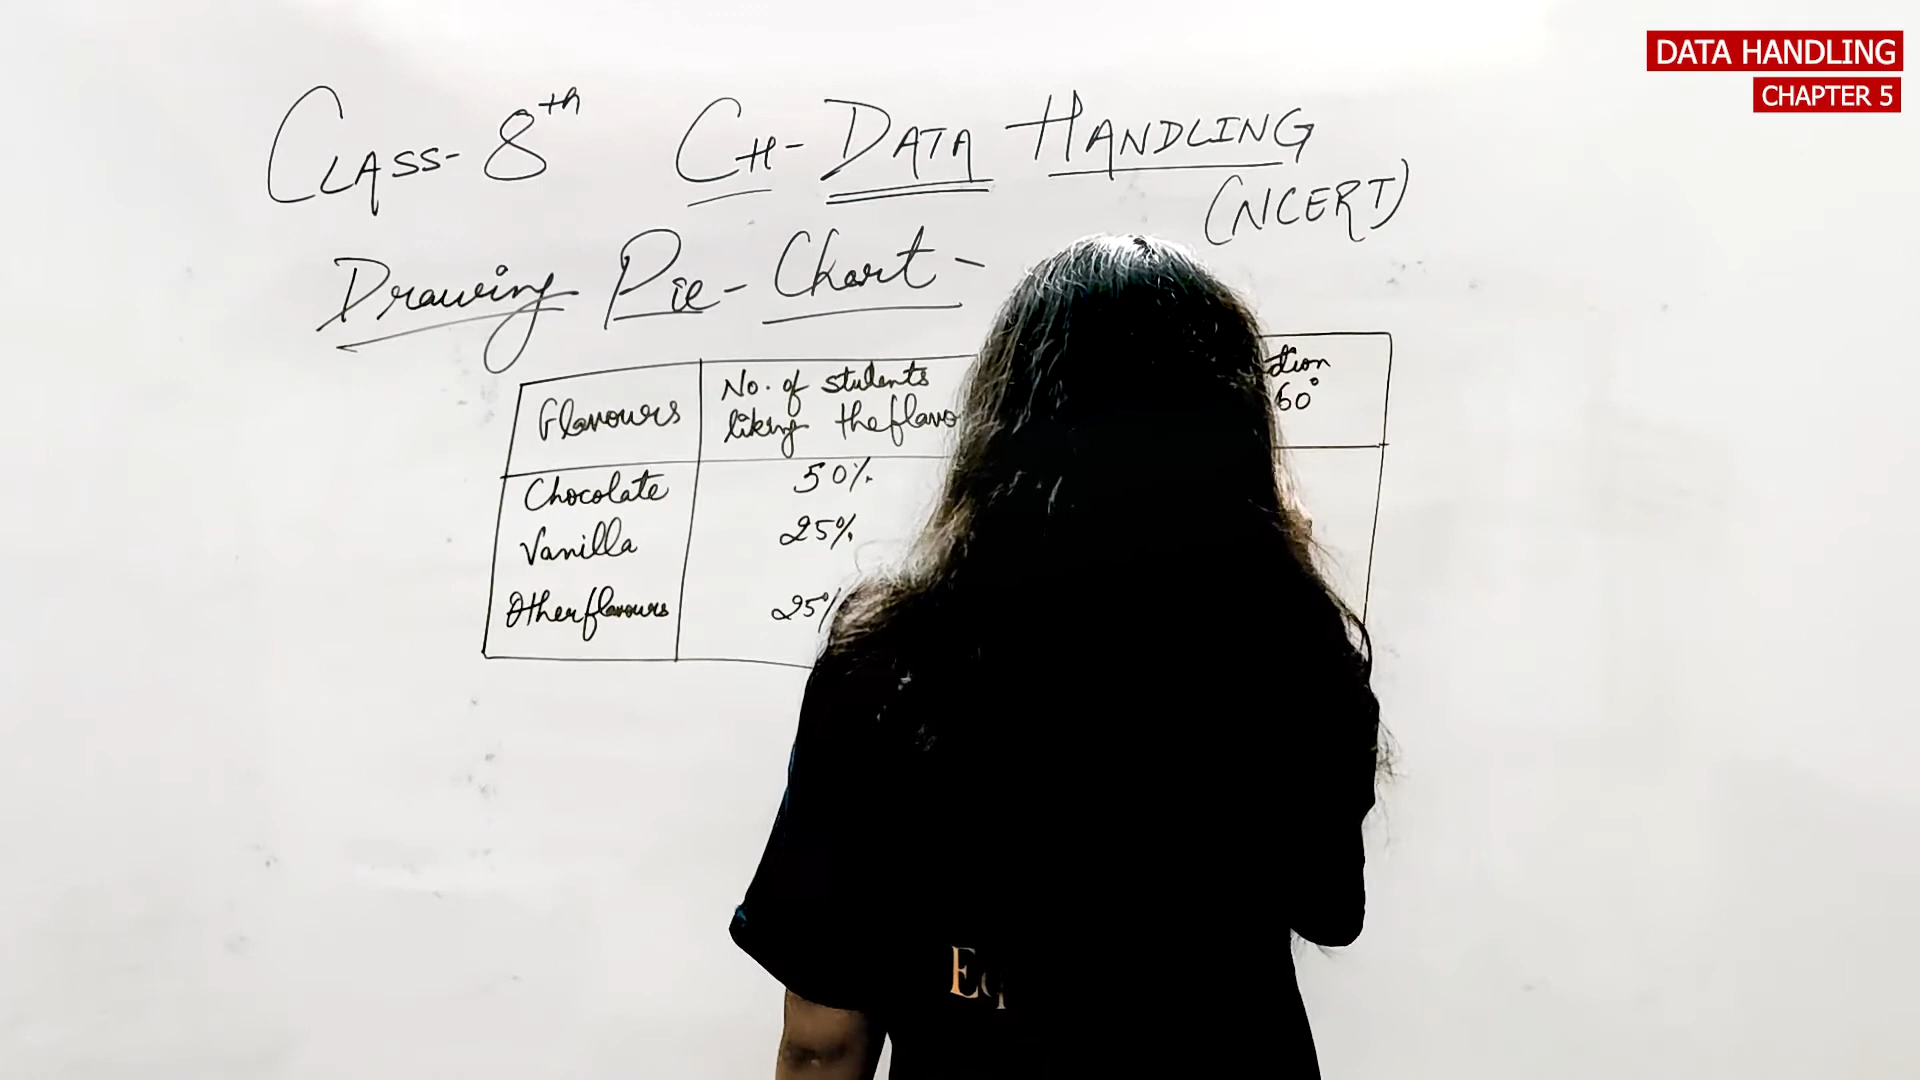 DATA HANDLING
CHAPTER 5
CLASS-8th CH-DATA HANDLING
(NCERT)
Drawing Pie-Chart-
Flavours
No. of students
liking the flavo
60°
Chocolate 50%
Vanilla 25%
Other flavours 25%
Eq